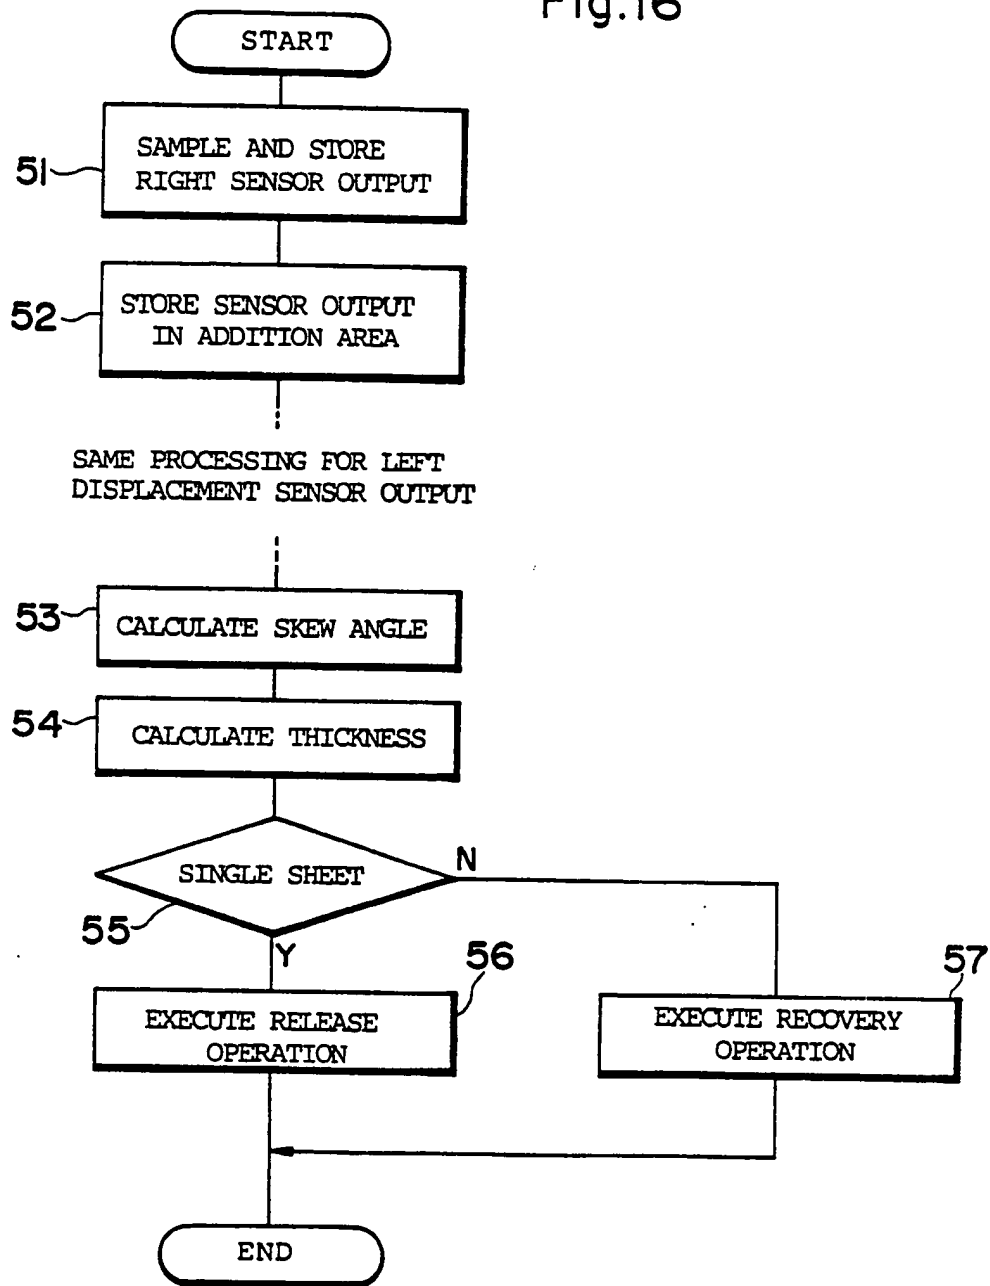 Fig.16
START
51
SAMPLE AND STORE
RIGHT SENSOR OUTPUT
52
STORE SENSOR OUTPUT
IN ADDITION AREA
SAME PROCESSING FOR LEFT
DISPLACEMENT SENSOR OUTPUT
53
CALCULATE SKEW ANGLE
54
CALCULATE THICKNESS
SINGLE SHEET
N
55
Y
56
57
EXECUTE RELEASE
OPERATION
EXECUTE RECOVERY
OPERATION
END